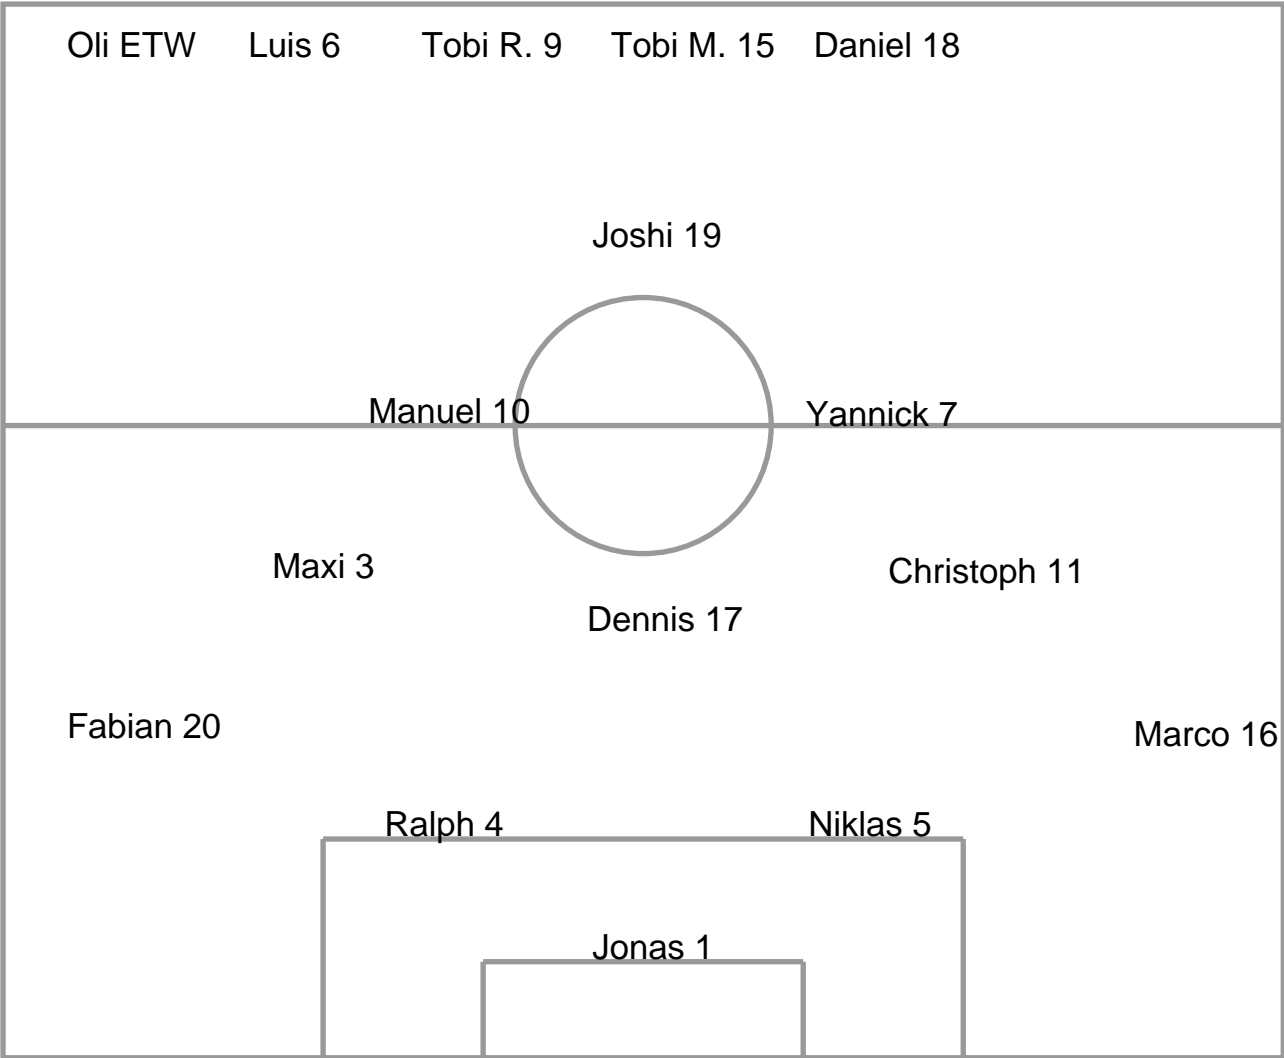 Oli ETW Luis 6 Tobi R. 9 Tobi M. 15 Daniel 18
Joshi 19
Manuel 10 Yannick 7
Maxi 3 Christoph 11
Dennis 17
Fabian 20 Marco 16
Ralph 4 Niklas 5
Jonas 1